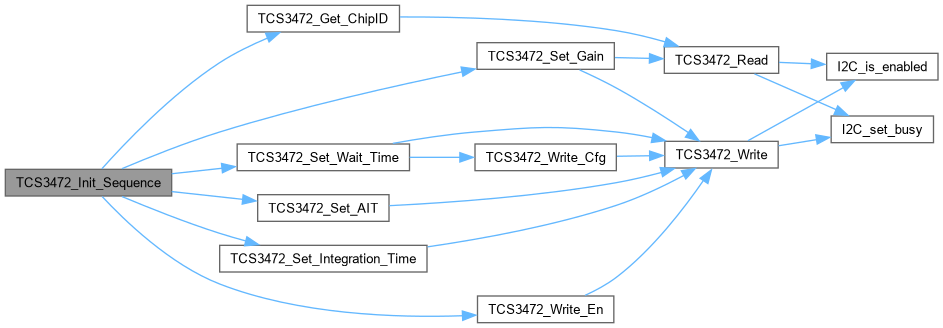 TCS3472_Get_ChipID
TCS3472_Set_Gain
TCS3472_Read
I2C_is_enabled
I2C_set_busy
TCS3472_Set_Wait_Time
TCS3472_Write_Cfg
TCS3472_Write
TCS3472_Init_Sequence
TCS3472_Set_AIT
TCS3472_Set_Integration_Time
TCS3472_Write_En